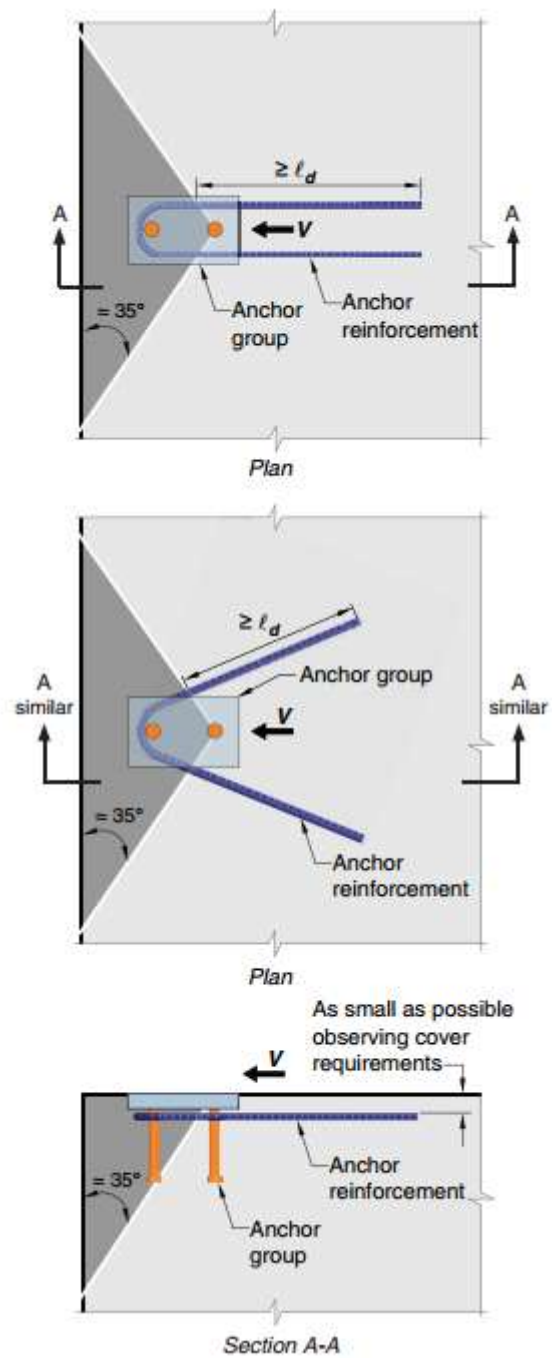 ≥ ℓd
A
A
V
≈ 35°
Anchor
group
Anchor
reinforcement
Plan
≥ ℓd
Anchor group
A
similar
A
similar
V
≈ 35°
Anchor
reinforcement
Plan
As small as possible
observing cover
requirements
V
≈ 35°
Anchor
reinforcement
Anchor
group
Section A-A